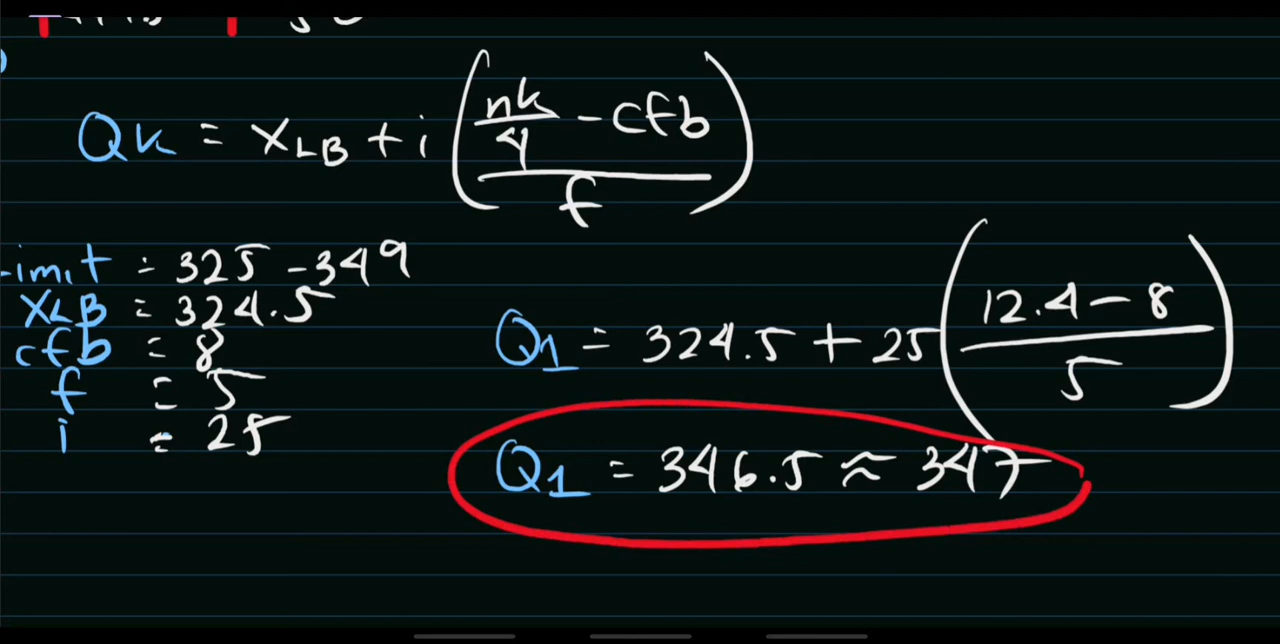 Qk = XLB + i (nk/4 - cfb / f)
imit = 325 - 349
XLB = 324.5
cfb = 8
f = 5
i = 25
Q1 = 324.5 + 25 (12.4 - 8 / 5)
Q1 = 346.5 ≈ 347